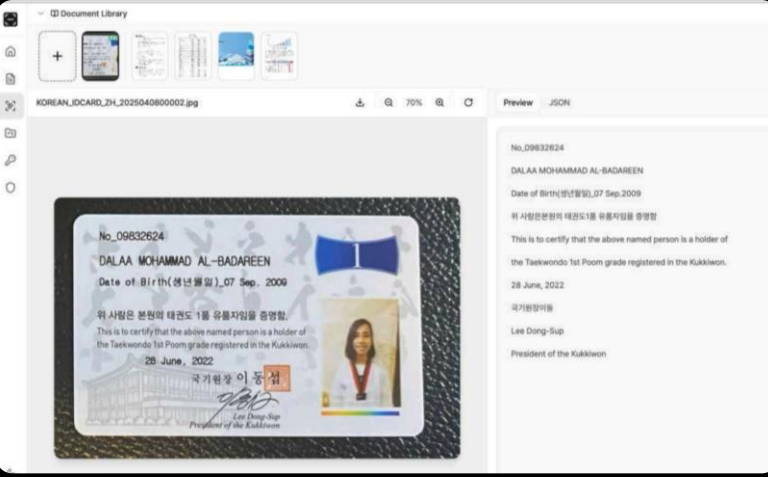 Document Library
KOREAN_IDCARD_ZH_2025040800002.jpg
70%
Preview
JSON
No_09832624
DALAA MOHAMMAD AL-BADAREEN
Date of Birth(생년월일)_07 Sep. 2009
위 사람은 본원의 태권도 1품 유품자임을 증명함.
This is to certify that the above named person is a holder of
the Taekwondo 1st Poom grade registered in the Kukkiwon.
28 June, 2022
국기원장 이동섭
Lee Dong-Sup
President of the Kukkiwon
1
No_09832624
DALAA MOHAMMAD AL-BADAREEN
Date of Birth(생년월일)_07 Sep.2009
위 사람은본원의 태권도1품 유품자임을 증명함
This is to certify that the above named person is a holder of
the Taekwondo 1st Poom grade registered in the Kukkiwon.
28 June, 2022
국기원장이동
Lee Dong-Sup
President of the Kukkiwon